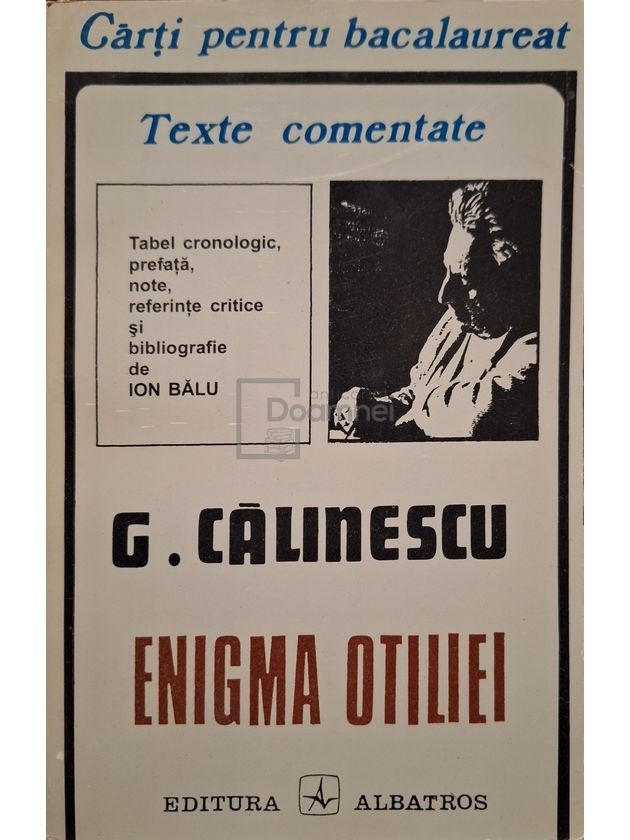 Cărți pentru bacalaureat
Texte comentate
Tabel cronologic,
prefață,
note,
referințe critice
și
bibliografie
de
ION BĂLU
Doamnei
G. CĂLINESCU
ENIGMA OTILIEI
EDITURA ALBATROS